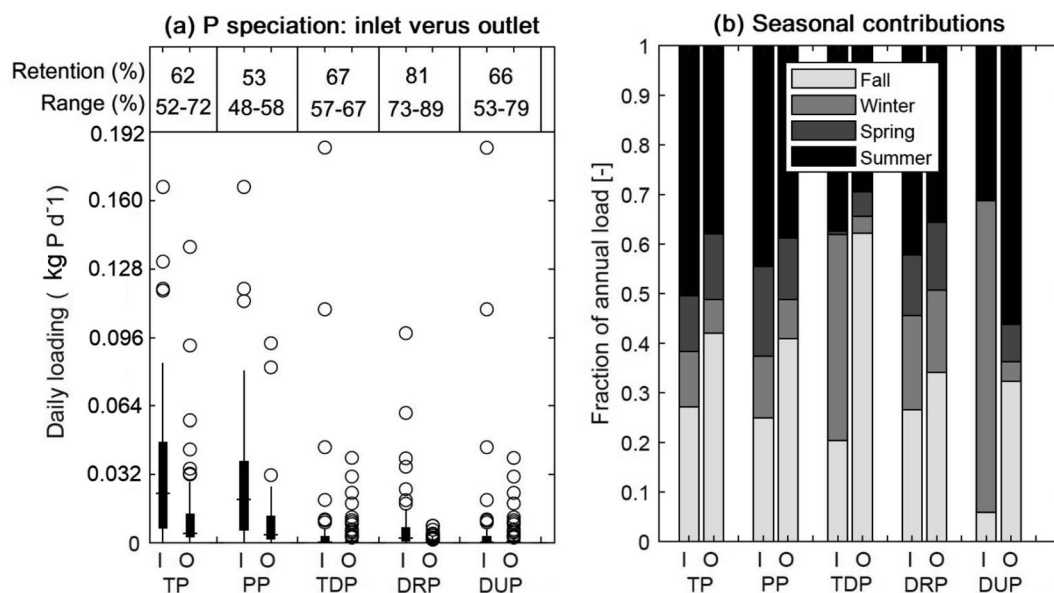 (a) P speciation: inlet versus outlet
Retention (%) 62 53 67 81 66
Range (%) 52-72 48-58 57-67 73-89 53-79
Daily loading ( kg P d⁻¹)
0.192
0.160
0.128
0.096
0.064
0.032
0
I O I O I O I O I O
TP PP TDP DRP DUP
(b) Seasonal contributions
Fraction of annual load [-]
1
0.9
0.8
0.7
0.6
0.5
0.4
0.3
0.2
0.1
0
Fall
Winter
Spring
Summer
I O I O I O I O I O
TP PP TDP DRP DUP